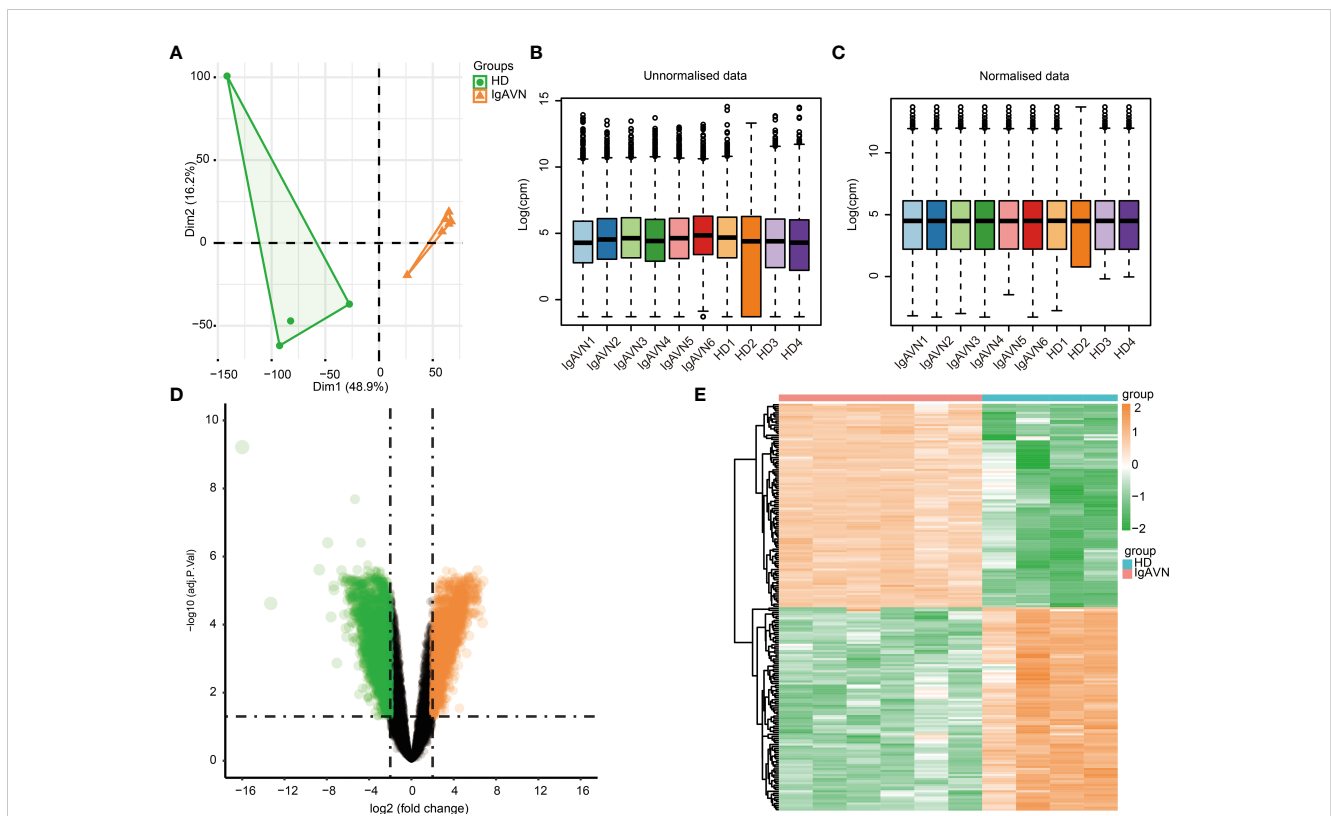 A
Groups
HD
IgAVN
100
50
0
−50
Dim2 (16.2%)
−150
−100
−50
0
50
Dim1 (48.9%)
B
Unnormalised data
15
10
5
0
Log(cpm)
IgAVN1
IgAVN2
IgAVN3
IgAVN4
IgAVN5
IgAVN6
HD1
HD2
HD3
HD4
C
Normalised data
10
5
0
Log(cpm)
IgAVN1
IgAVN2
IgAVN3
IgAVN4
IgAVN5
IgAVN6
HD1
HD2
HD3
HD4
D
10
8
6
4
2
0
−log10 (adj.P.Val)
−16
−12
−8
−4
0
4
8
12
16
log2 (fold change)
E
group
2
1
0
−1
−2
group
HD
IgAVN